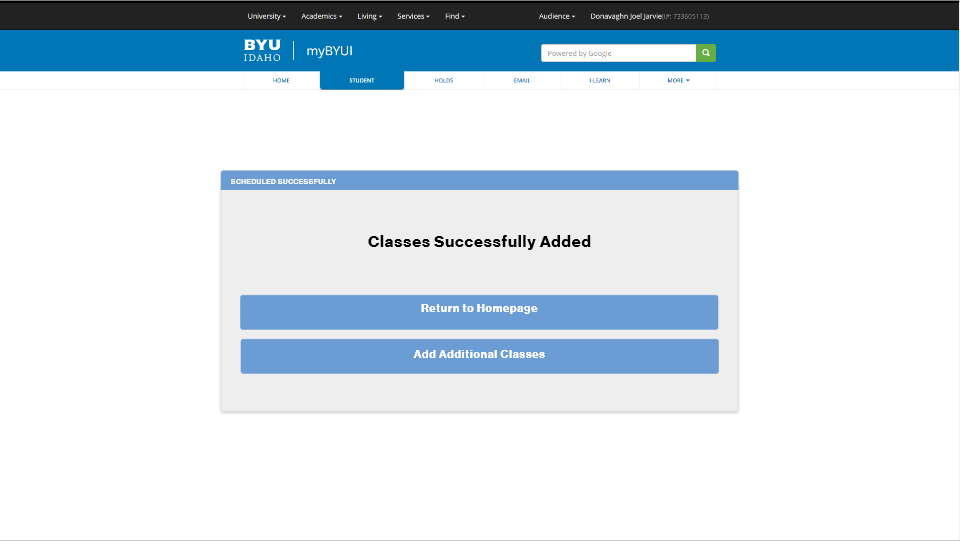 University Academics Living Services Find Audience Donavaghn Joel Jarvie(I#: 733605113)
BYU
IDAHO
myBYUI
Powered by Google
HOME STUDENT HOLDS EMAIL I-LEARN MORE
SCHEDULED SUCCESSFULLY
Classes Successfully Added
Return to Homepage
Add Additional Classes